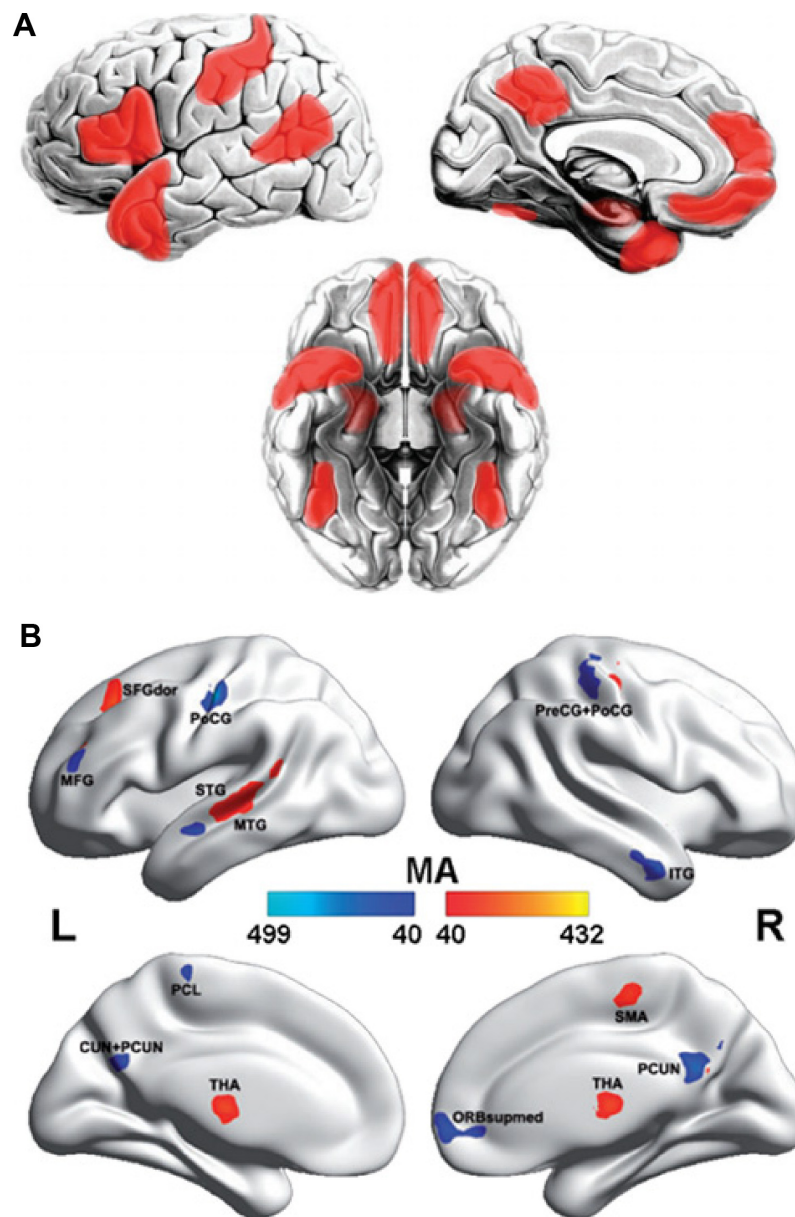 A
B
SFGdor
PoCG
PreCG+PoCG
MFG
STG
MTG
ITG
MA
499 40 40 432
L R
PCL
SMA
CUN+PCUN
PCUN
THA
THA
ORBsupmed